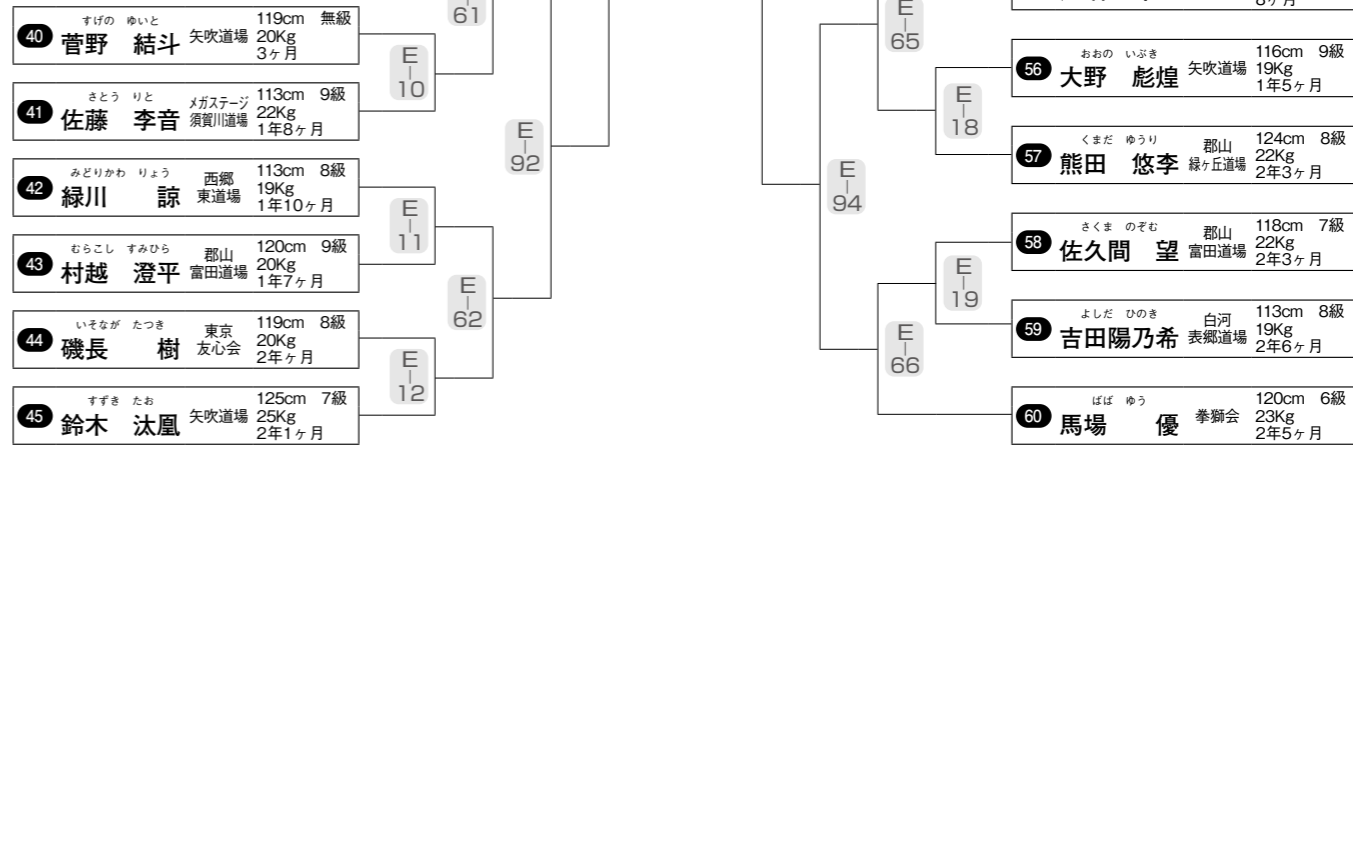 E
|
61
40
すげの ゆいと
菅野 結斗
矢吹道場
119cm 無級
20Kg
3ヶ月
E
|
10
41
さとう りと
佐藤 李音
メガステージ
須賀川道場
113cm 9級
22Kg
1年8ヶ月
E
|
92
42
みどりかわ りょう
緑川 諒
西郷
東道場
113cm 8級
19Kg
1年10ヶ月
E
|
11
43
むらこし すみひら
村越 澄平
郡山
富田道場
120cm 9級
20Kg
1年7ヶ月
E
|
62
44
いそなが たつき
磯長 樹
東京
友心会
119cm 8級
20Kg
2年ヶ月
E
|
12
45
すずき たお
鈴木 汰凰
矢吹道場
125cm 7級
25Kg
2年1ヶ月
E
|
65
8ヶ月
56
おおの いぶき
大野 彪煌
矢吹道場
116cm 9級
19Kg
1年5ヶ月
E
|
18
57
くまだ ゆうり
熊田 悠李
郡山
緑ヶ丘道場
124cm 8級
22Kg
2年3ヶ月
E
|
94
58
さくま のぞむ
佐久間 望
郡山
富田道場
118cm 7級
22Kg
2年3ヶ月
E
|
19
59
よしだ ひのき
吉田陽乃希
白河
表郷道場
113cm 8級
19Kg
2年6ヶ月
E
|
66
60
ばば ゆう
馬場 優
拳獅会
120cm 6級
23Kg
2年5ヶ月